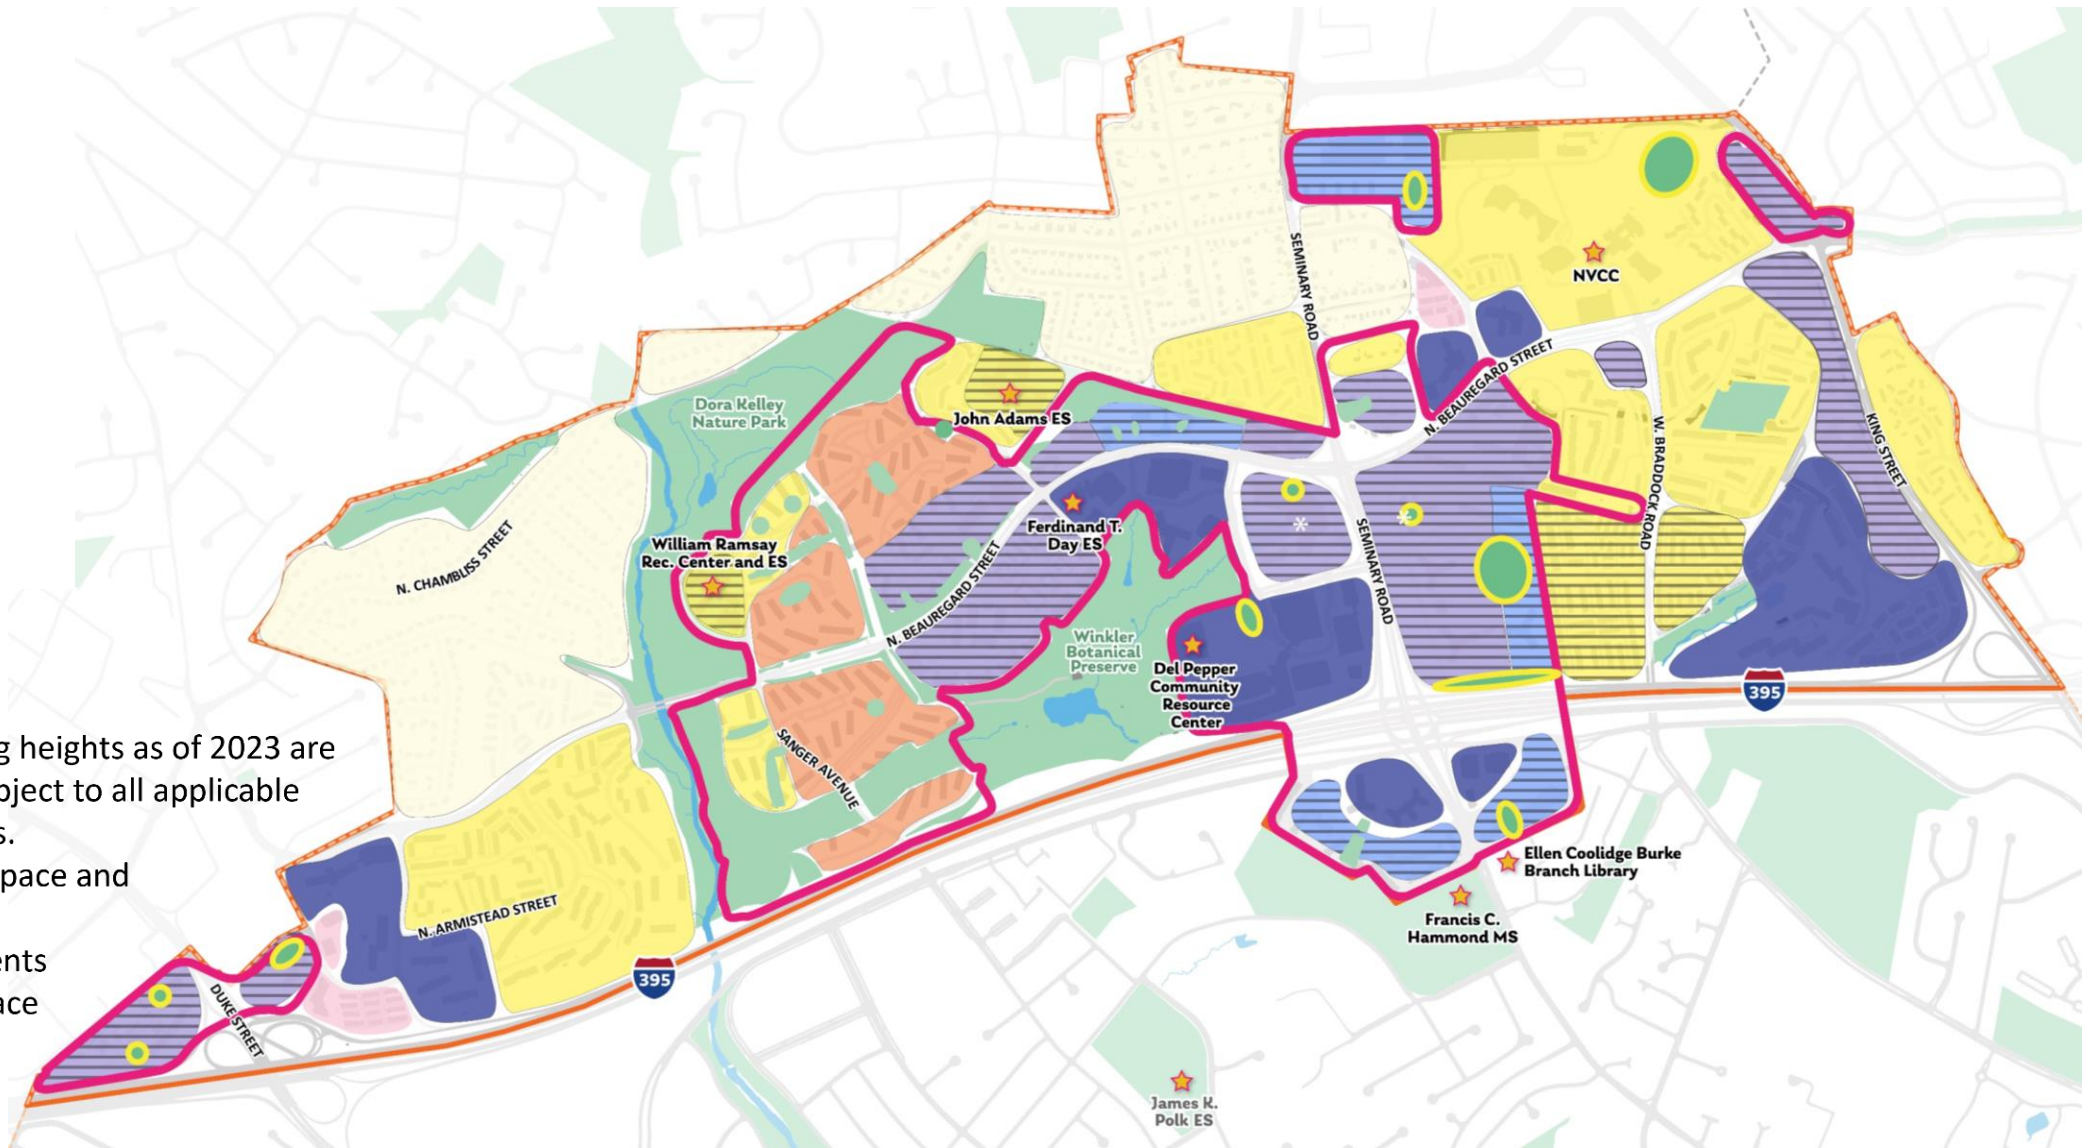 SEMINARY ROAD
NVCC
N. BEAUREGARD STREET
Dora Kelley
Nature Park
John Adams ES
W. BRADDOCK ROAD
KING STREET
N. CHAMBLISS STREET
William Ramsay
Rec. Center and ES
Ferdinand T.
Day ES
N. BEAUREGARD STREET
SEMINARY ROAD
Winkler
Botanical
Preserve
Del Pepper
Community
Resource
Center
395
SANGER AVENUE
g heights as of 2023 are
bject to all applicable
s.
pace and
ents
ace
N. ARMISTEAD STREET
395
DUKE STREET
Ellen Coolidge Burke
Branch Library
Francis C.
Hammond MS
James K.
Polk ES